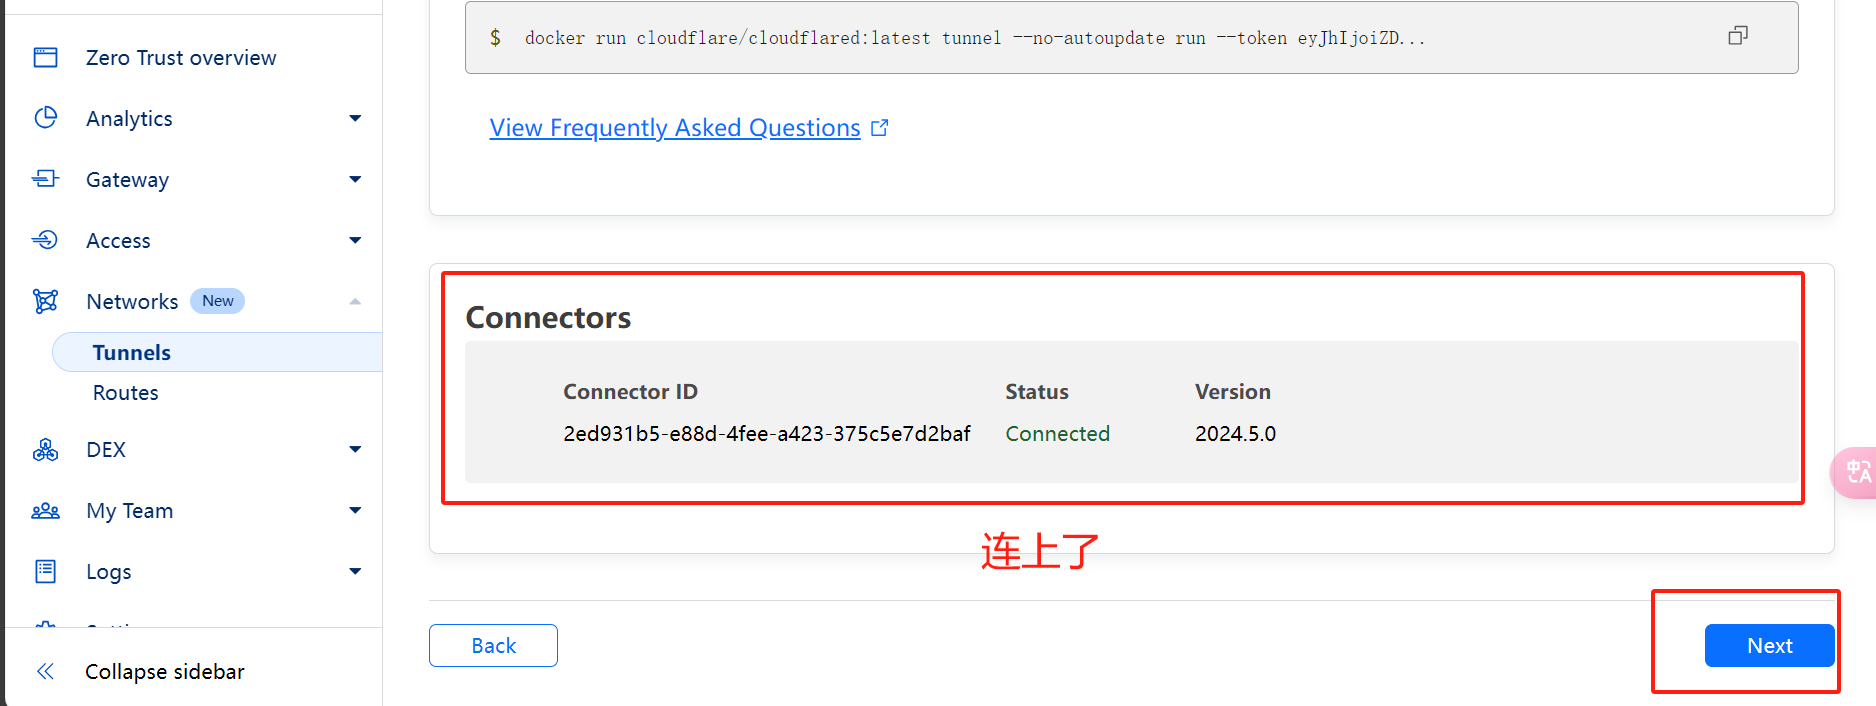 $ docker run cloudflare/cloudflared:latest tunnel --no-autoupdate run --token eyJhIjoiZD...
View Frequently Asked Questions
Zero Trust overview
Analytics
Gateway
Access
Networks New
Tunnels
Routes
DEX
My Team
Logs
Collapse sidebar
Connectors
Connector ID Status Version
2ed931b5-e88d-4fee-a423-375c5e7d2baf Connected 2024.5.0
连上了
Back
Next
中A